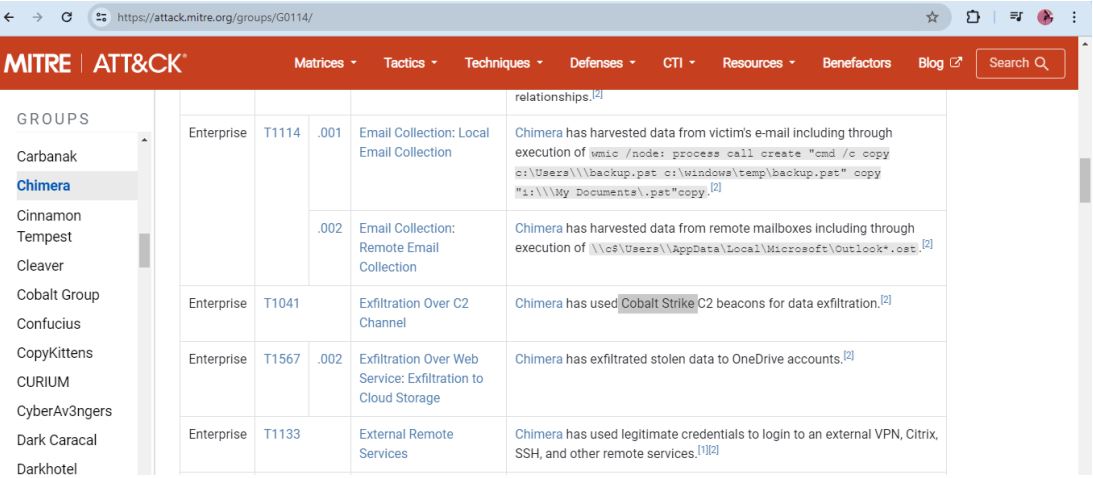 https://attack.mitre.org/groups/G0114/
MITRE | ATT&CK®
Matrices
Tactics
Techniques
Defenses
CTI
Resources
Benefactors
Blog
Search
GROUPS
Carbanak
Chimera
Cinnamon
Tempest
Cleaver
Cobalt Group
Confucius
CopyKittens
CURIUM
CyberAv3ngers
Dark Caracal
Darkhotel
relationships.[2]
Enterprise T1114 .001 Email Collection: Local
Email Collection
Chimera has harvested data from victim's e-mail including through
execution of wmic /node: process call create "cmd /c copy
c:\Users\\\backup.pst c:\windows\temp\backup.pst" copy
"i:\\\My Documents\.pst"copy.[2]
.002 Email Collection:
Remote Email
Collection
Chimera has harvested data from remote mailboxes including through
execution of \\c$\Users\\AppData\Local\Microsoft\Outlook*.ost.[2]
Enterprise T1041 Exfiltration Over C2
Channel
Chimera has used Cobalt Strike C2 beacons for data exfiltration.[2]
Enterprise T1567 .002 Exfiltration Over Web
Service: Exfiltration to
Cloud Storage
Chimera has exfiltrated stolen data to OneDrive accounts.[2]
Enterprise T1133 External Remote
Services
Chimera has used legitimate credentials to login to an external VPN, Citrix,
SSH, and other remote services.[1][2]